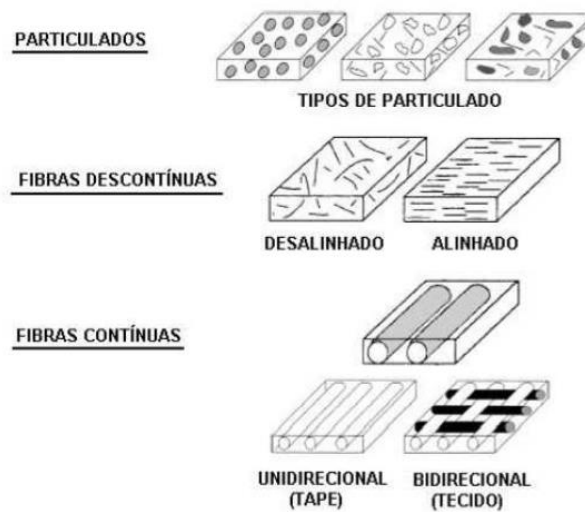 PARTICULADOS
TIPOS DE PARTICULADO
FIBRAS DESCONTÍNUAS
DESALINHADO
ALINHADO
FIBRAS CONTÍNUAS
UNIDIRECIONAL
(TAPE)
BIDIRECIONAL
(TECIDO)